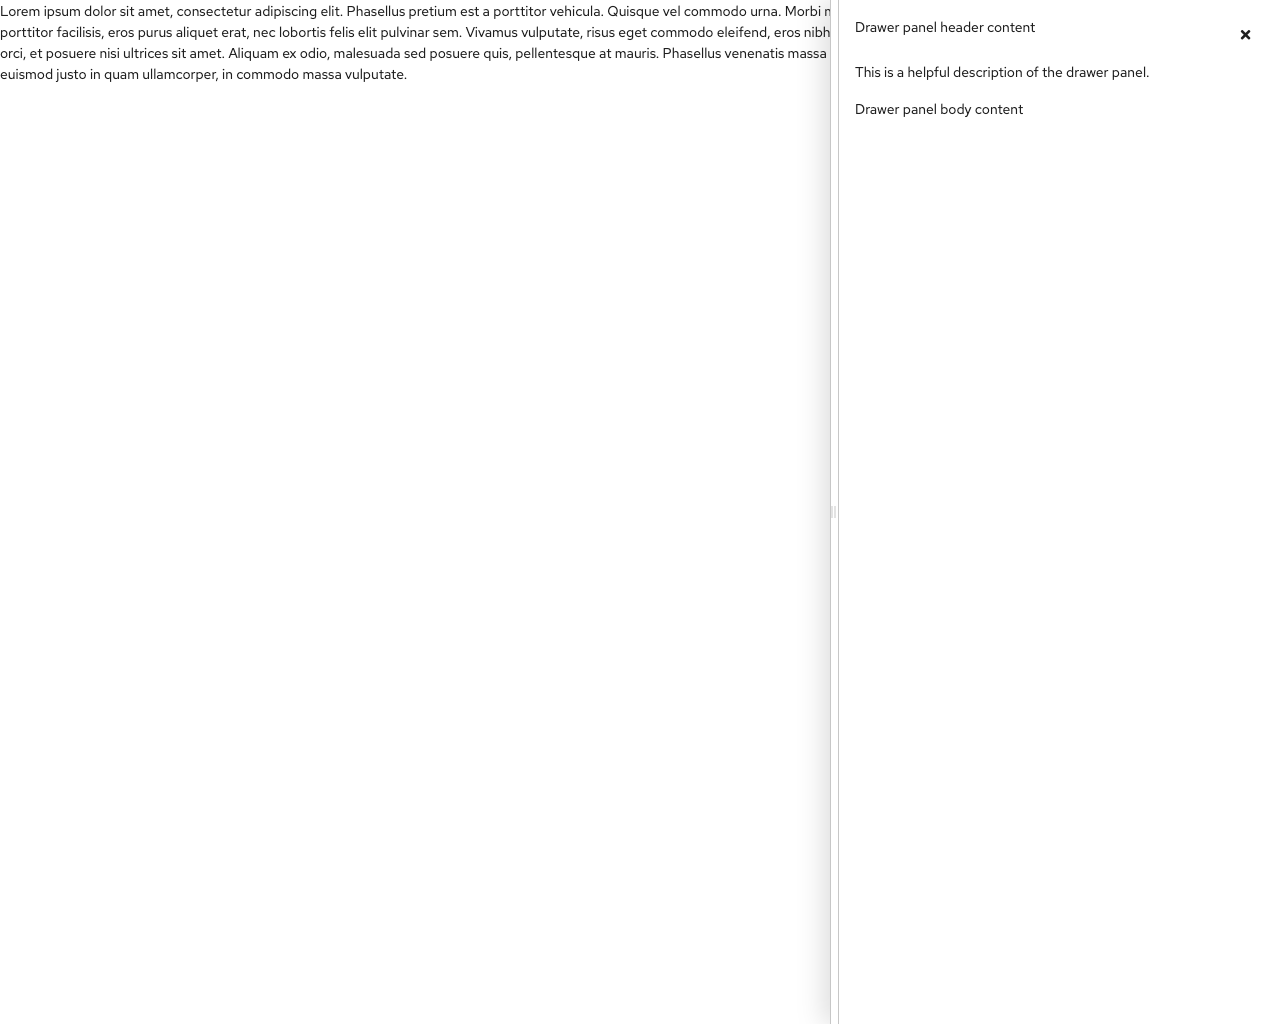 Lorem ipsum dolor sit amet, consectetur adipiscing elit. Phasellus pretium est a porttitor vehicula. Quisque vel commodo urna. Morbi
porttitor facilisis, eros purus aliquet erat, nec lobortis felis elit pulvinar sem. Vivamus vulputate, risus eget commodo eleifend, eros nibh
orci, et posuere nisi ultrices sit amet. Aliquam ex odio, malesuada sed posuere quis, pellentesque at mauris. Phasellus venenatis massa
euismod justo in quam ullamcorper, in commodo massa vulputate.
Drawer panel header content
This is a helpful description of the drawer panel.
Drawer panel body content